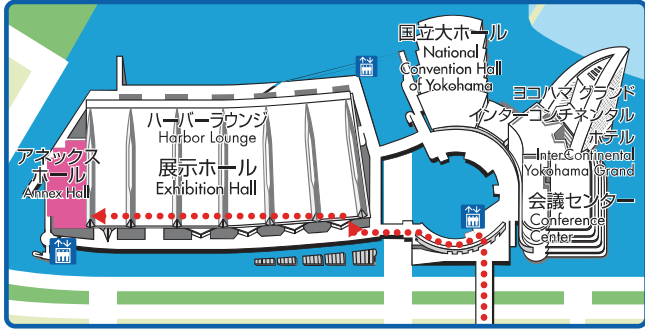 国立大ホール
National
Convention Hall
of Yokohama
ヨコハマ グランド
インターコンチネンタル
ホテル
InterContinental
Yokohama Grand
ハーバーラウンジ
Harbor Lounge
アネックス
ホール
Annex Hall
展示ホール
Exhibition Hall
会議センター
Conference
Center